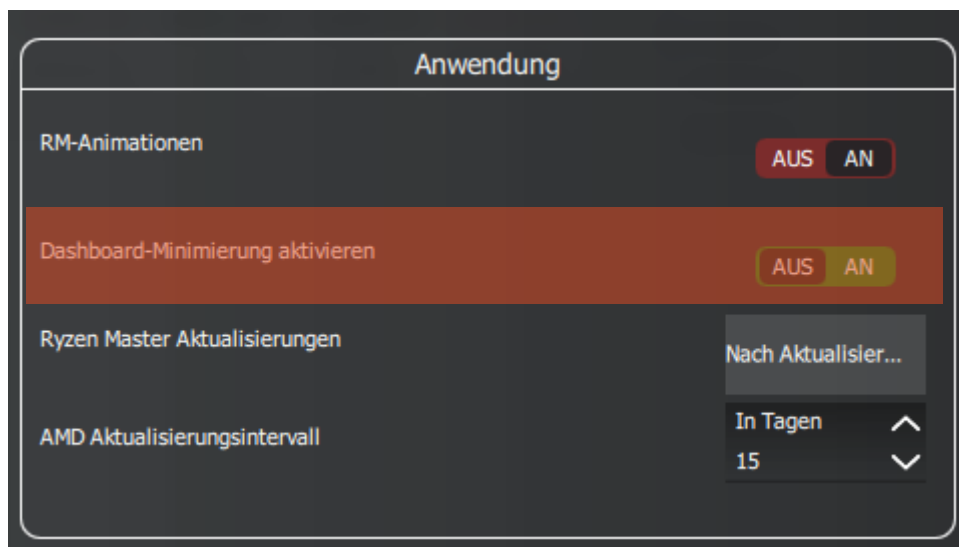 Anwendung
RM-Animationen
AUS AN
Dashboard-Minimierung aktivieren
AUS AN
Ryzen Master Aktualisierungen
Nach Aktualisier...
AMD Aktualisierungsintervall
In Tagen
15